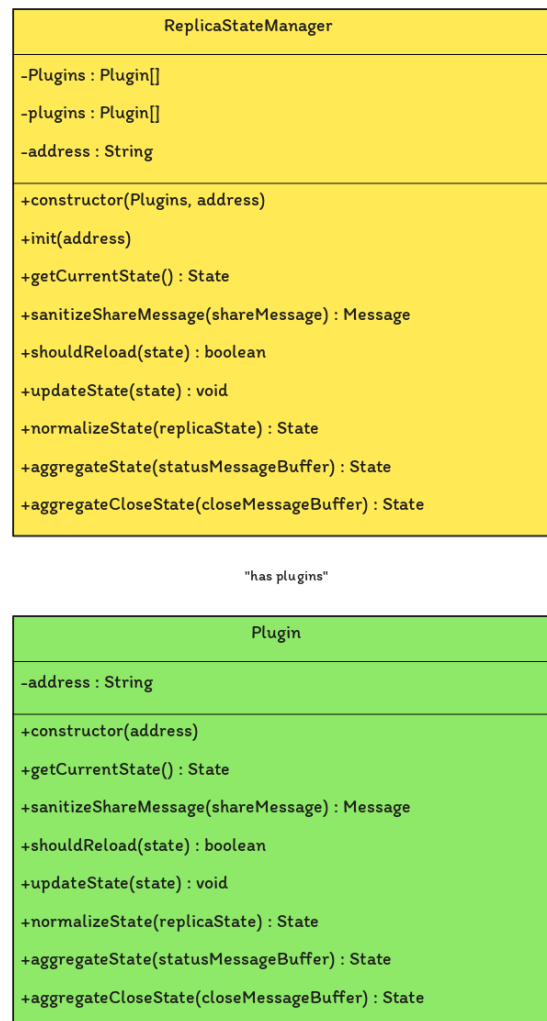 ReplicaStateManager
-Plugins : Plugin[]
-plugins : Plugin[]
-address : String
+constructor(Plugins, address)
+init(address)
+getCurrentState() : State
+sanitizeShareMessage(shareMessage) : Message
+shouldReload(state) : boolean
+updateState(state) : void
+normalizeState(replicaState) : State
+aggregateState(statusMessageBuffer) : State
+aggregateCloseState(closeMessageBuffer) : State
"has plugins"
Plugin
-address : String
+constructor(address)
+getCurrentState() : State
+sanitizeShareMessage(shareMessage) : Message
+shouldReload(state) : boolean
+updateState(state) : void
+normalizeState(replicaState) : State
+aggregateState(statusMessageBuffer) : State
+aggregateCloseState(closeMessageBuffer) : State